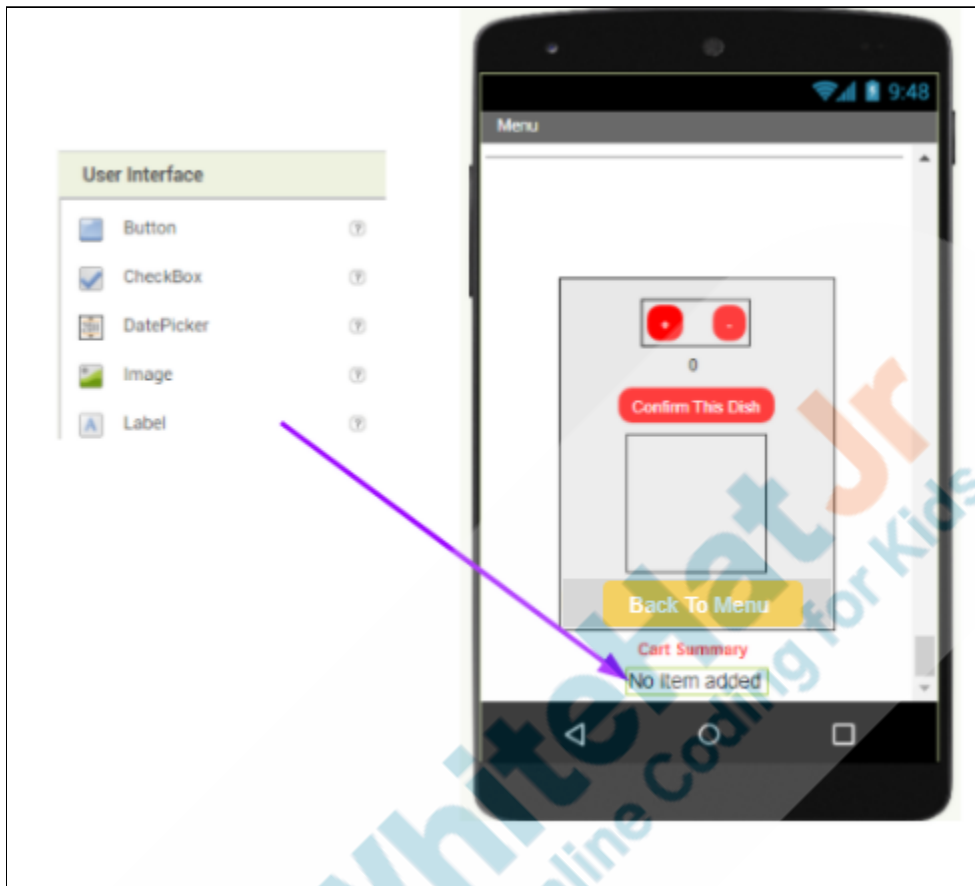 User Interface
Button
CheckBox
DatePicker
Image
Label
9:48
Menu
+ -
0
Confirm This Dish
Back To Menu
Cart Summary
No item added
WhiteHat Jr
Online Coding for Kids